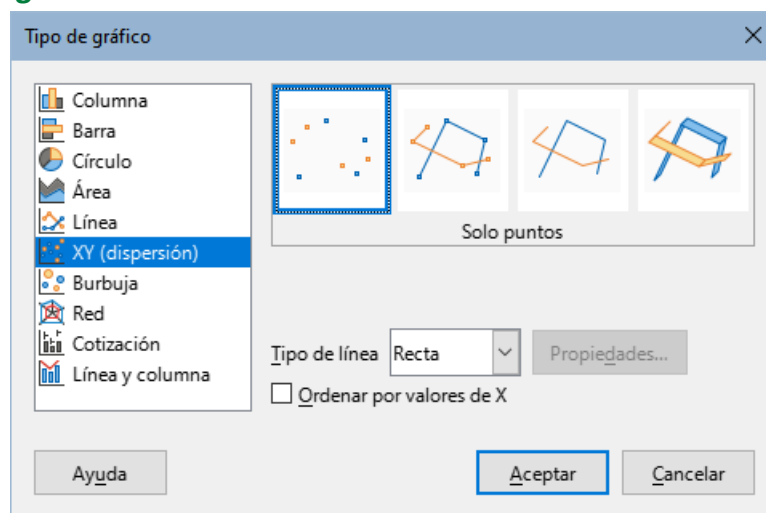 Tipo de gráfico
Columna
Barra
Círculo
Área
Línea
XY (dispersión)
Burbuja
Red
Cotización
Línea y columna
Solo puntos
Tipo de línea Recta Propiedades...
Ordenar por valores de X
Ayuda Aceptar Cancelar